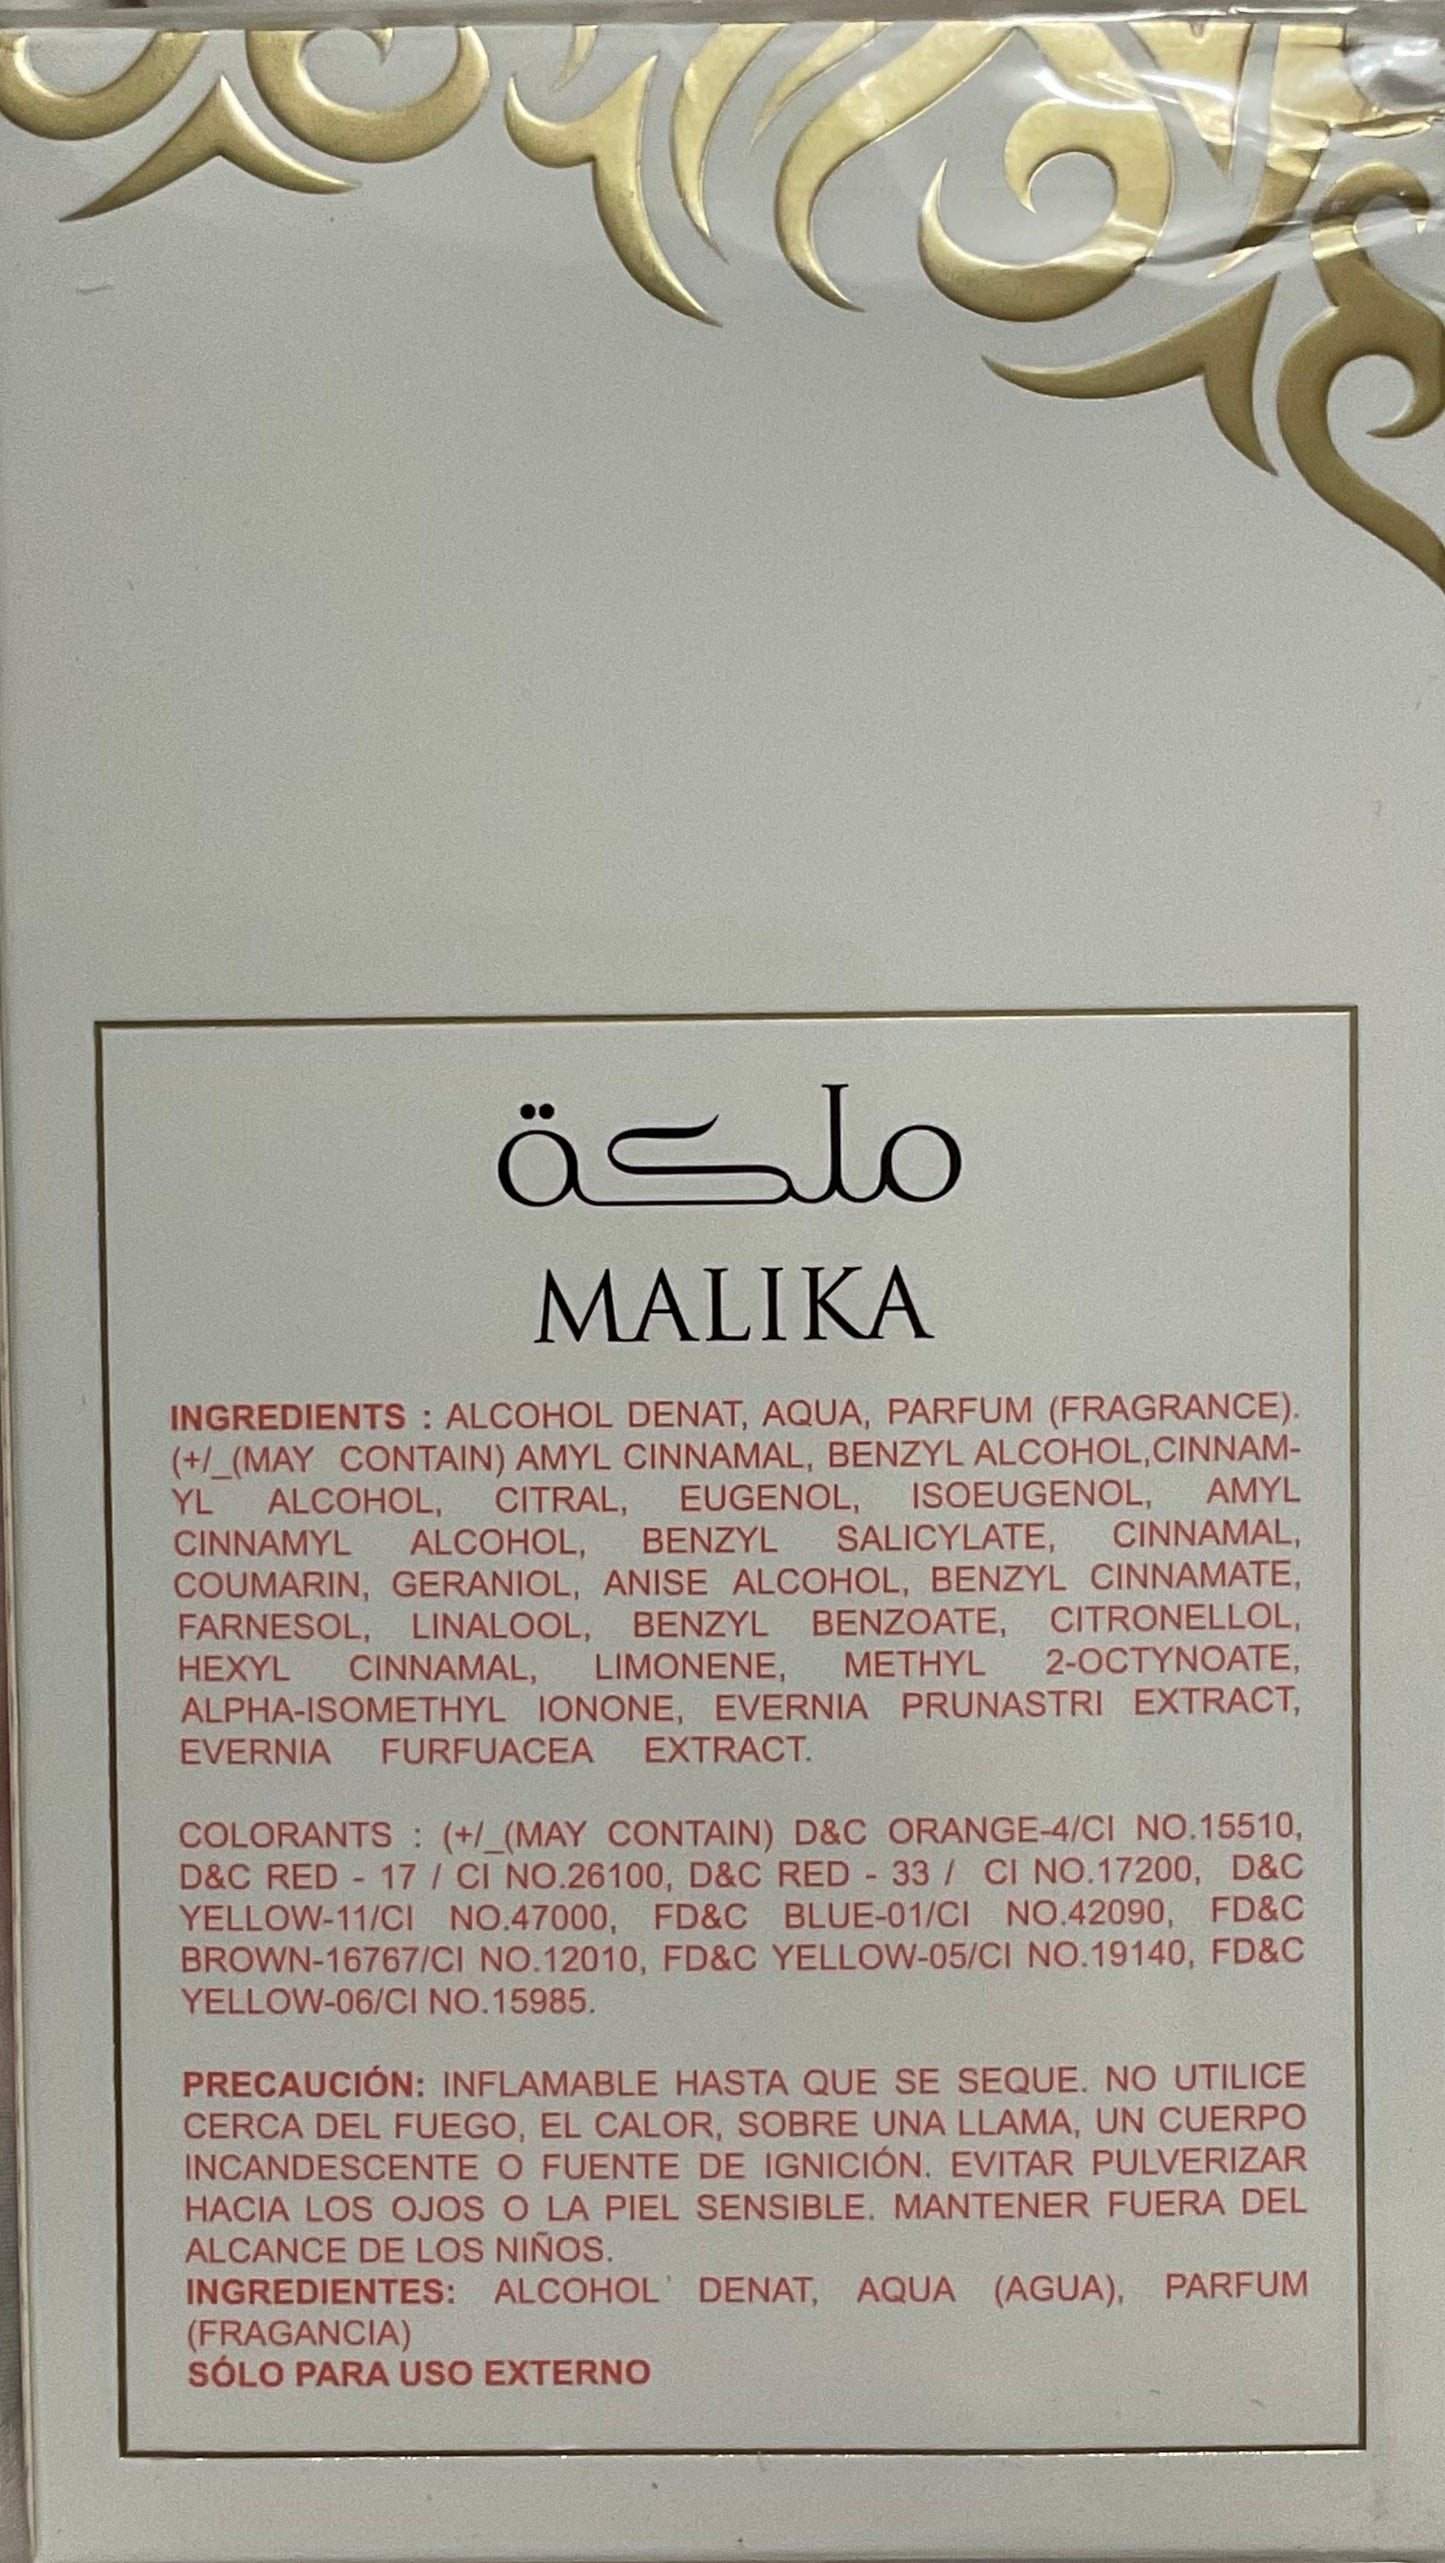 ملكة
MALIKA
INGREDIENTS : ALCOHOL DENAT, AQUA, PARFUM (FRAGRANCE).
(+/_(MAY CONTAIN) AMYL CINNAMAL, BENZYL ALCOHOL,CINNAM-
YL ALCOHOL, CITRAL, EUGENOL, ISOEUGENOL, AMYL
CINNAMYL ALCOHOL, BENZYL SALICYLATE, CINNAMAL,
COUMARIN, GERANIOL, ANISE ALCOHOL, BENZYL CINNAMATE,
FARNESOL, LINALOOL, BENZYL BENZOATE, CITRONELLOL,
HEXYL CINNAMAL, LIMONENE, METHYL 2-OCTYNOATE,
ALPHA-ISOMETHYL IONONE, EVERNIA PRUNASTRI EXTRACT,
EVERNIA FURFUACEA EXTRACT.
COLORANTS : (+/_(MAY CONTAIN) D&C ORANGE-4/CI NO.15510,
D&C RED - 17 / CI NO.26100, D&C RED - 33 / CI NO.17200, D&C
YELLOW-11/CI NO.47000, FD&C BLUE-01/CI NO.42090, FD&C
BROWN-16767/CI NO.12010, FD&C YELLOW-05/CI NO.19140, FD&C
YELLOW-06/CI NO.15985.
PRECAUCIÓN: INFLAMABLE HASTA QUE SE SEQUE. NO UTILICE
CERCA DEL FUEGO, EL CALOR, SOBRE UNA LLAMA, UN CUERPO
INCANDESCENTE O FUENTE DE IGNICIÓN. EVITAR PULVERIZAR
HACIA LOS OJOS O LA PIEL SENSIBLE. MANTENER FUERA DEL
ALCANCE DE LOS NIÑOS.
INGREDIENTES: ALCOHOL DENAT, AQUA (AGUA), PARFUM
(FRAGANCIA)
SÓLO PARA USO EXTERNO